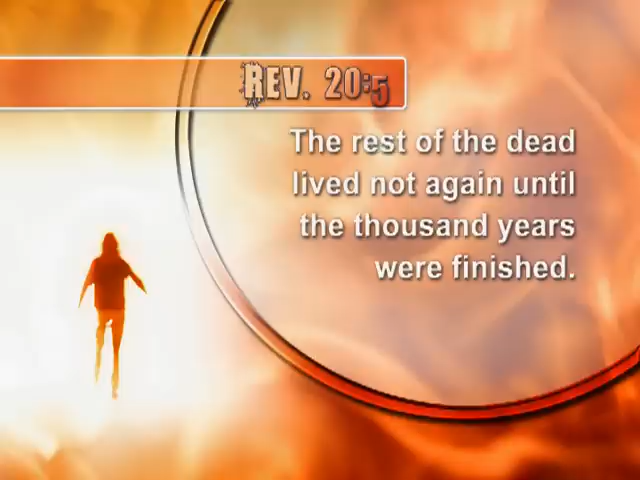 REV. 20:5
The rest of the dead
lived not again until
the thousand years
were finished.